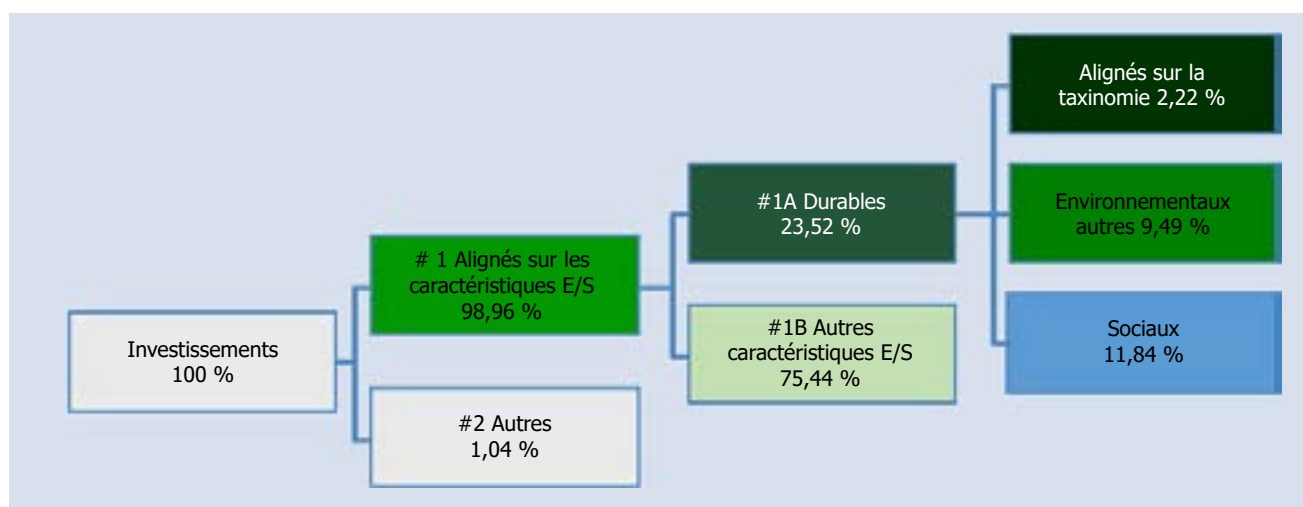 Investissements
100 %
# 1 Alignés sur les
caractéristiques E/S
98,96 %
#2 Autres
1,04 %
#1A Durables
23,52 %
#1B Autres
caractéristiques E/S
75,44 %
Alignés sur la
taxinomie 2,22 %
Environnementaux
autres 9,49 %
Sociaux
11,84 %